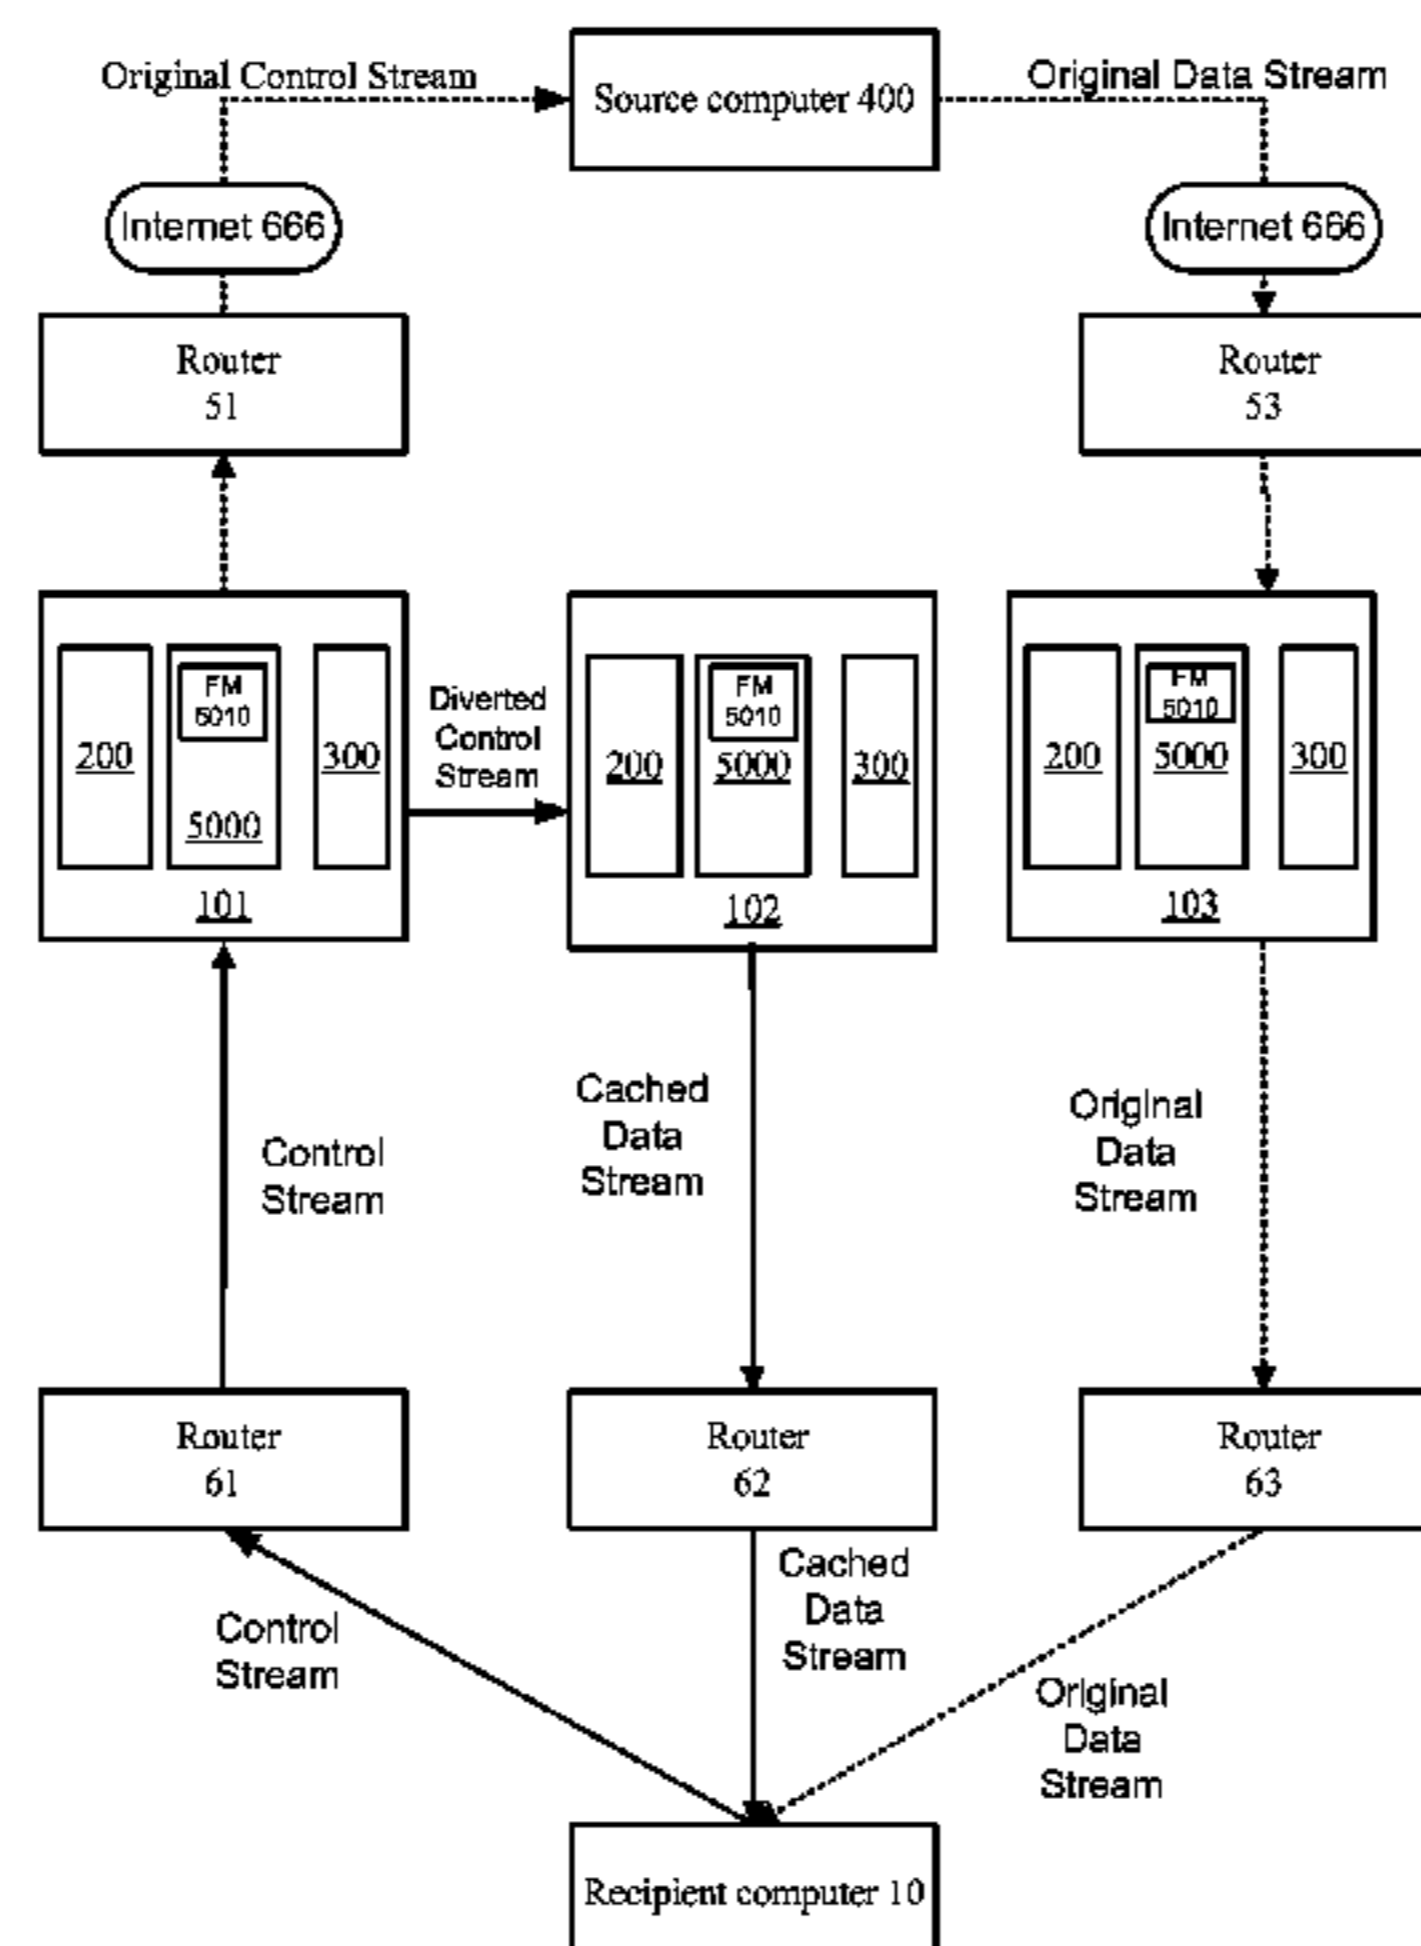 Original Control Stream
Source computer 400
Original Data Stream
Internet 666
Internet 666
Router
51
Router
53
FM
5010
200
300
5000
101
Diverted
Control
Stream
FM
5010
200
5000
300
102
FM
5010
200
5000
300
103
Control
Stream
Cached
Data
Stream
Original
Data
Stream
Router
61
Router
62
Router
63
Control
Stream
Cached
Data
Stream
Original
Data
Stream
Recipient computer 10